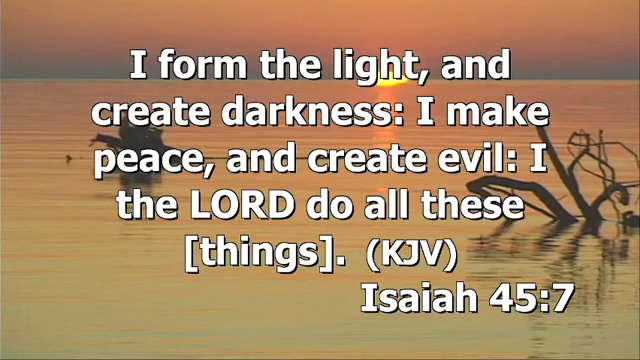 I form the light, and
create darkness: I make
peace, and create evil: I
the LORD do all these
[things]. (KJV)
Isaiah 45:7